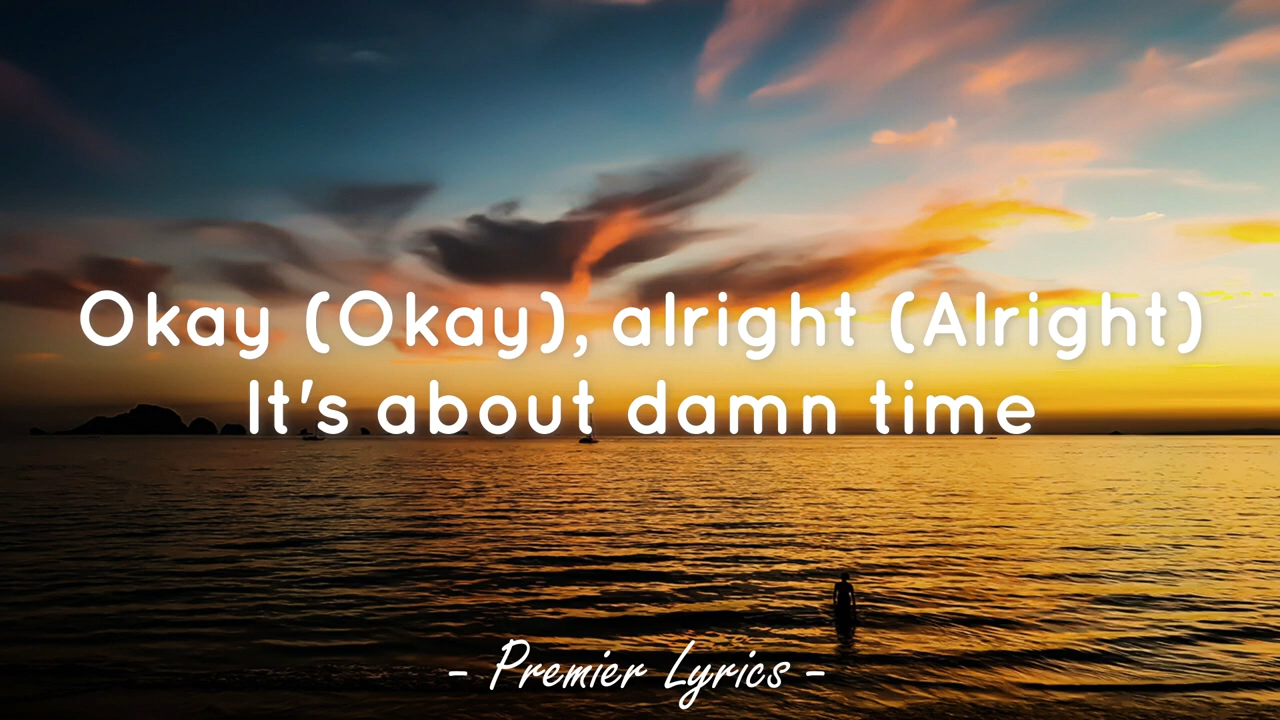 Okay (Okay), alright (Alright)
It's about damn time
- Premier Lyrics -